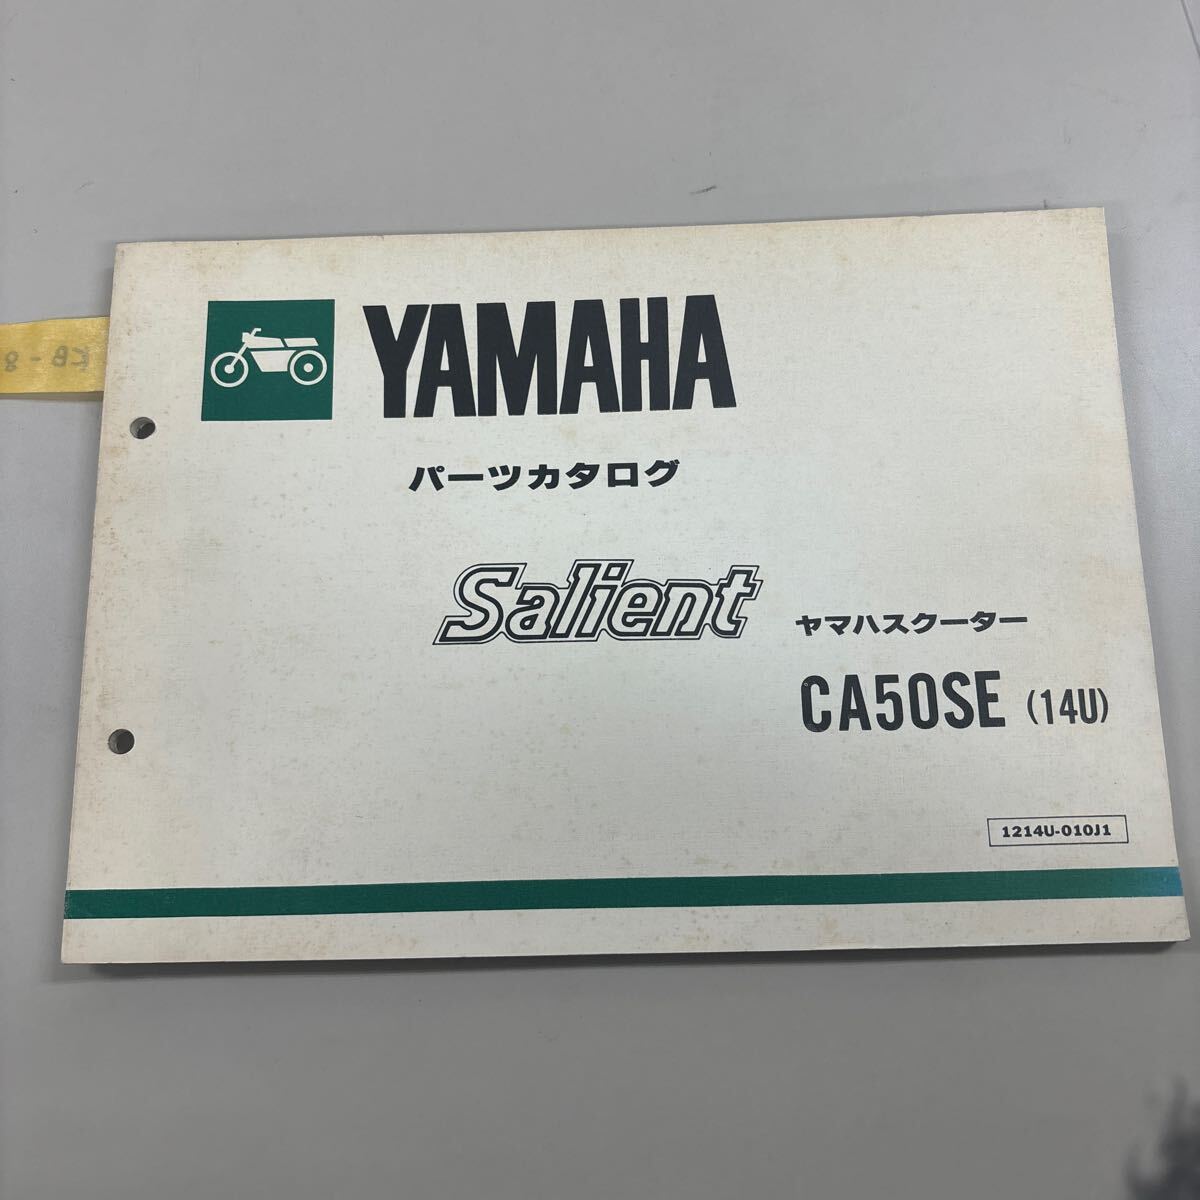 YAMAHA
パーツカタログ
Salient
ヤマハスクーター
CA50SE (14U)
1214U-010J1